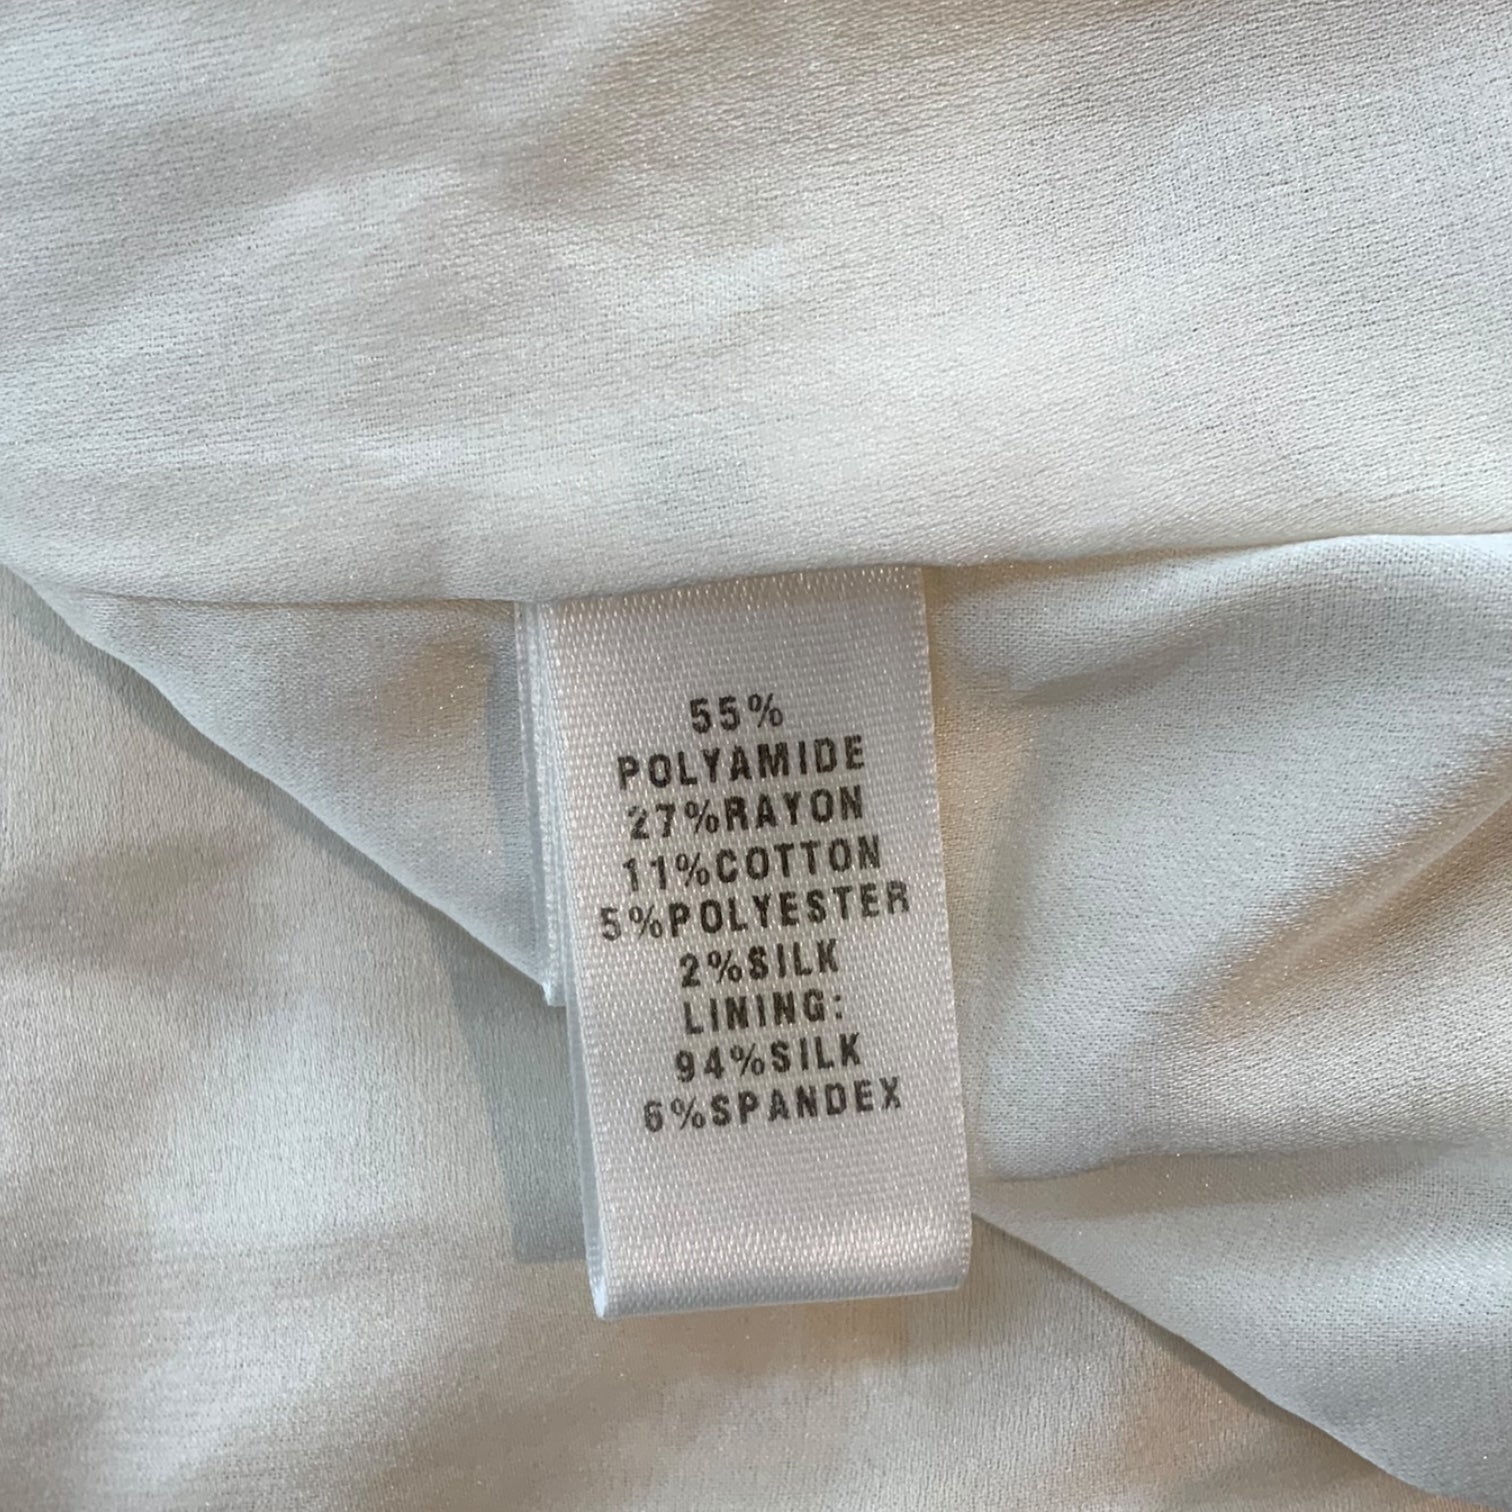 55%
POLYAMIDE
27%RAYON
11%COTTON
5%POLYESTER
2%SILK
LINING:
94%SILK
6%SPANDEX